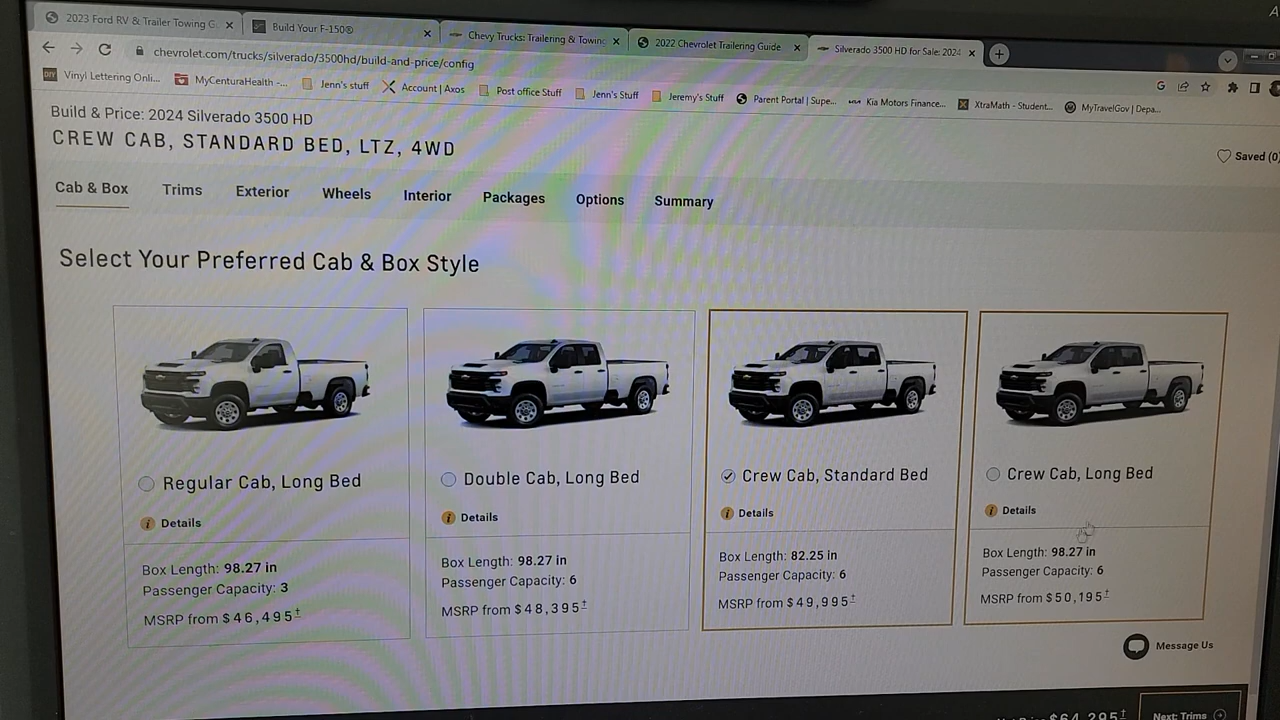 2023 Ford RV & Trailer Towing G
Build Your F-150®
Chevy Trucks: Trailering & Towing
2022 Chevrolet Trailering Guide
Silverado 3500 HD for Sale: 2024
chevrolet.com/trucks/silverado/3500hd/build-and-price/config
Vinyl Lettering Onli...
MyCenturaHealth -...
Jenn's stuff
Account | Axos
Post office Stuff
Jenn's Stuff
Jeremy's Stuff
Parent Portal | Supe...
Kia Motors Finance...
XtraMath - Student...
MyTravelGov | Depa...
Build & Price: 2024 Silverado 3500 HD
CREW CAB, STANDARD BED, LTZ, 4WD
Saved (0)
Cab & Box Trims Exterior Wheels Interior Packages Options Summary
Select Your Preferred Cab & Box Style
Regular Cab, Long Bed
Details
Box Length: 98.27 in
Passenger Capacity: 3
MSRP from $46,495†
Double Cab, Long Bed
Details
Box Length: 98.27 in
Passenger Capacity: 6
MSRP from $48,395†
Crew Cab, Standard Bed
Details
Box Length: 82.25 in
Passenger Capacity: 6
MSRP from $49,995†
Crew Cab, Long Bed
Details
Box Length: 98.27 in
Passenger Capacity: 6
MSRP from $50,195†
Message Us
$64,295†
Next: Trims